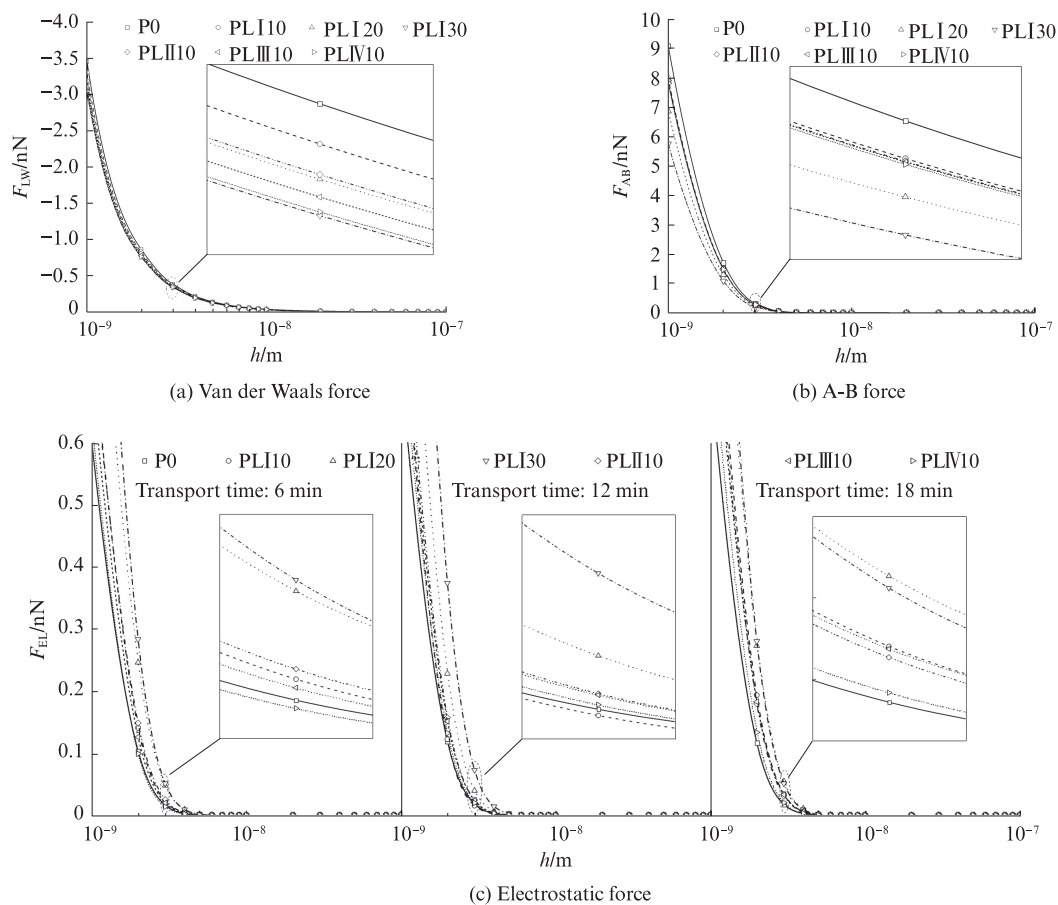 P0 PLⅠ10 PLⅠ20 PLⅠ30
PLⅡ10 PLⅢ10 PLⅣ10
−4.0
−3.5
−3.0
−2.5
−2.0
−1.5
−1.0
−0.5
0
F_LW/nN
10⁻⁹ 10⁻⁸ 10⁻⁷
h/m
(a) Van der Waals force
P0 PLⅠ10 PLⅠ20 PLⅠ30
PLⅡ10 PLⅢ10 PLⅣ10
10
9
8
7
6
5
4
3
2
1
0
F_AB/nN
10⁻⁹ 10⁻⁸ 10⁻⁷
h/m
(b) A-B force
P0 PLⅠ10 PLⅠ20 PLⅠ30 PLⅡ10 PLⅢ10 PLⅣ10
Transport time: 6 min Transport time: 12 min Transport time: 18 min
0.6
0.5
0.4
0.3
0.2
0.1
0
F_EL/nN
10⁻⁹ 10⁻⁸ 10⁻⁹ 10⁻⁸ 10⁻⁹ 10⁻⁸ 10⁻⁷
h/m
(c) Electrostatic force